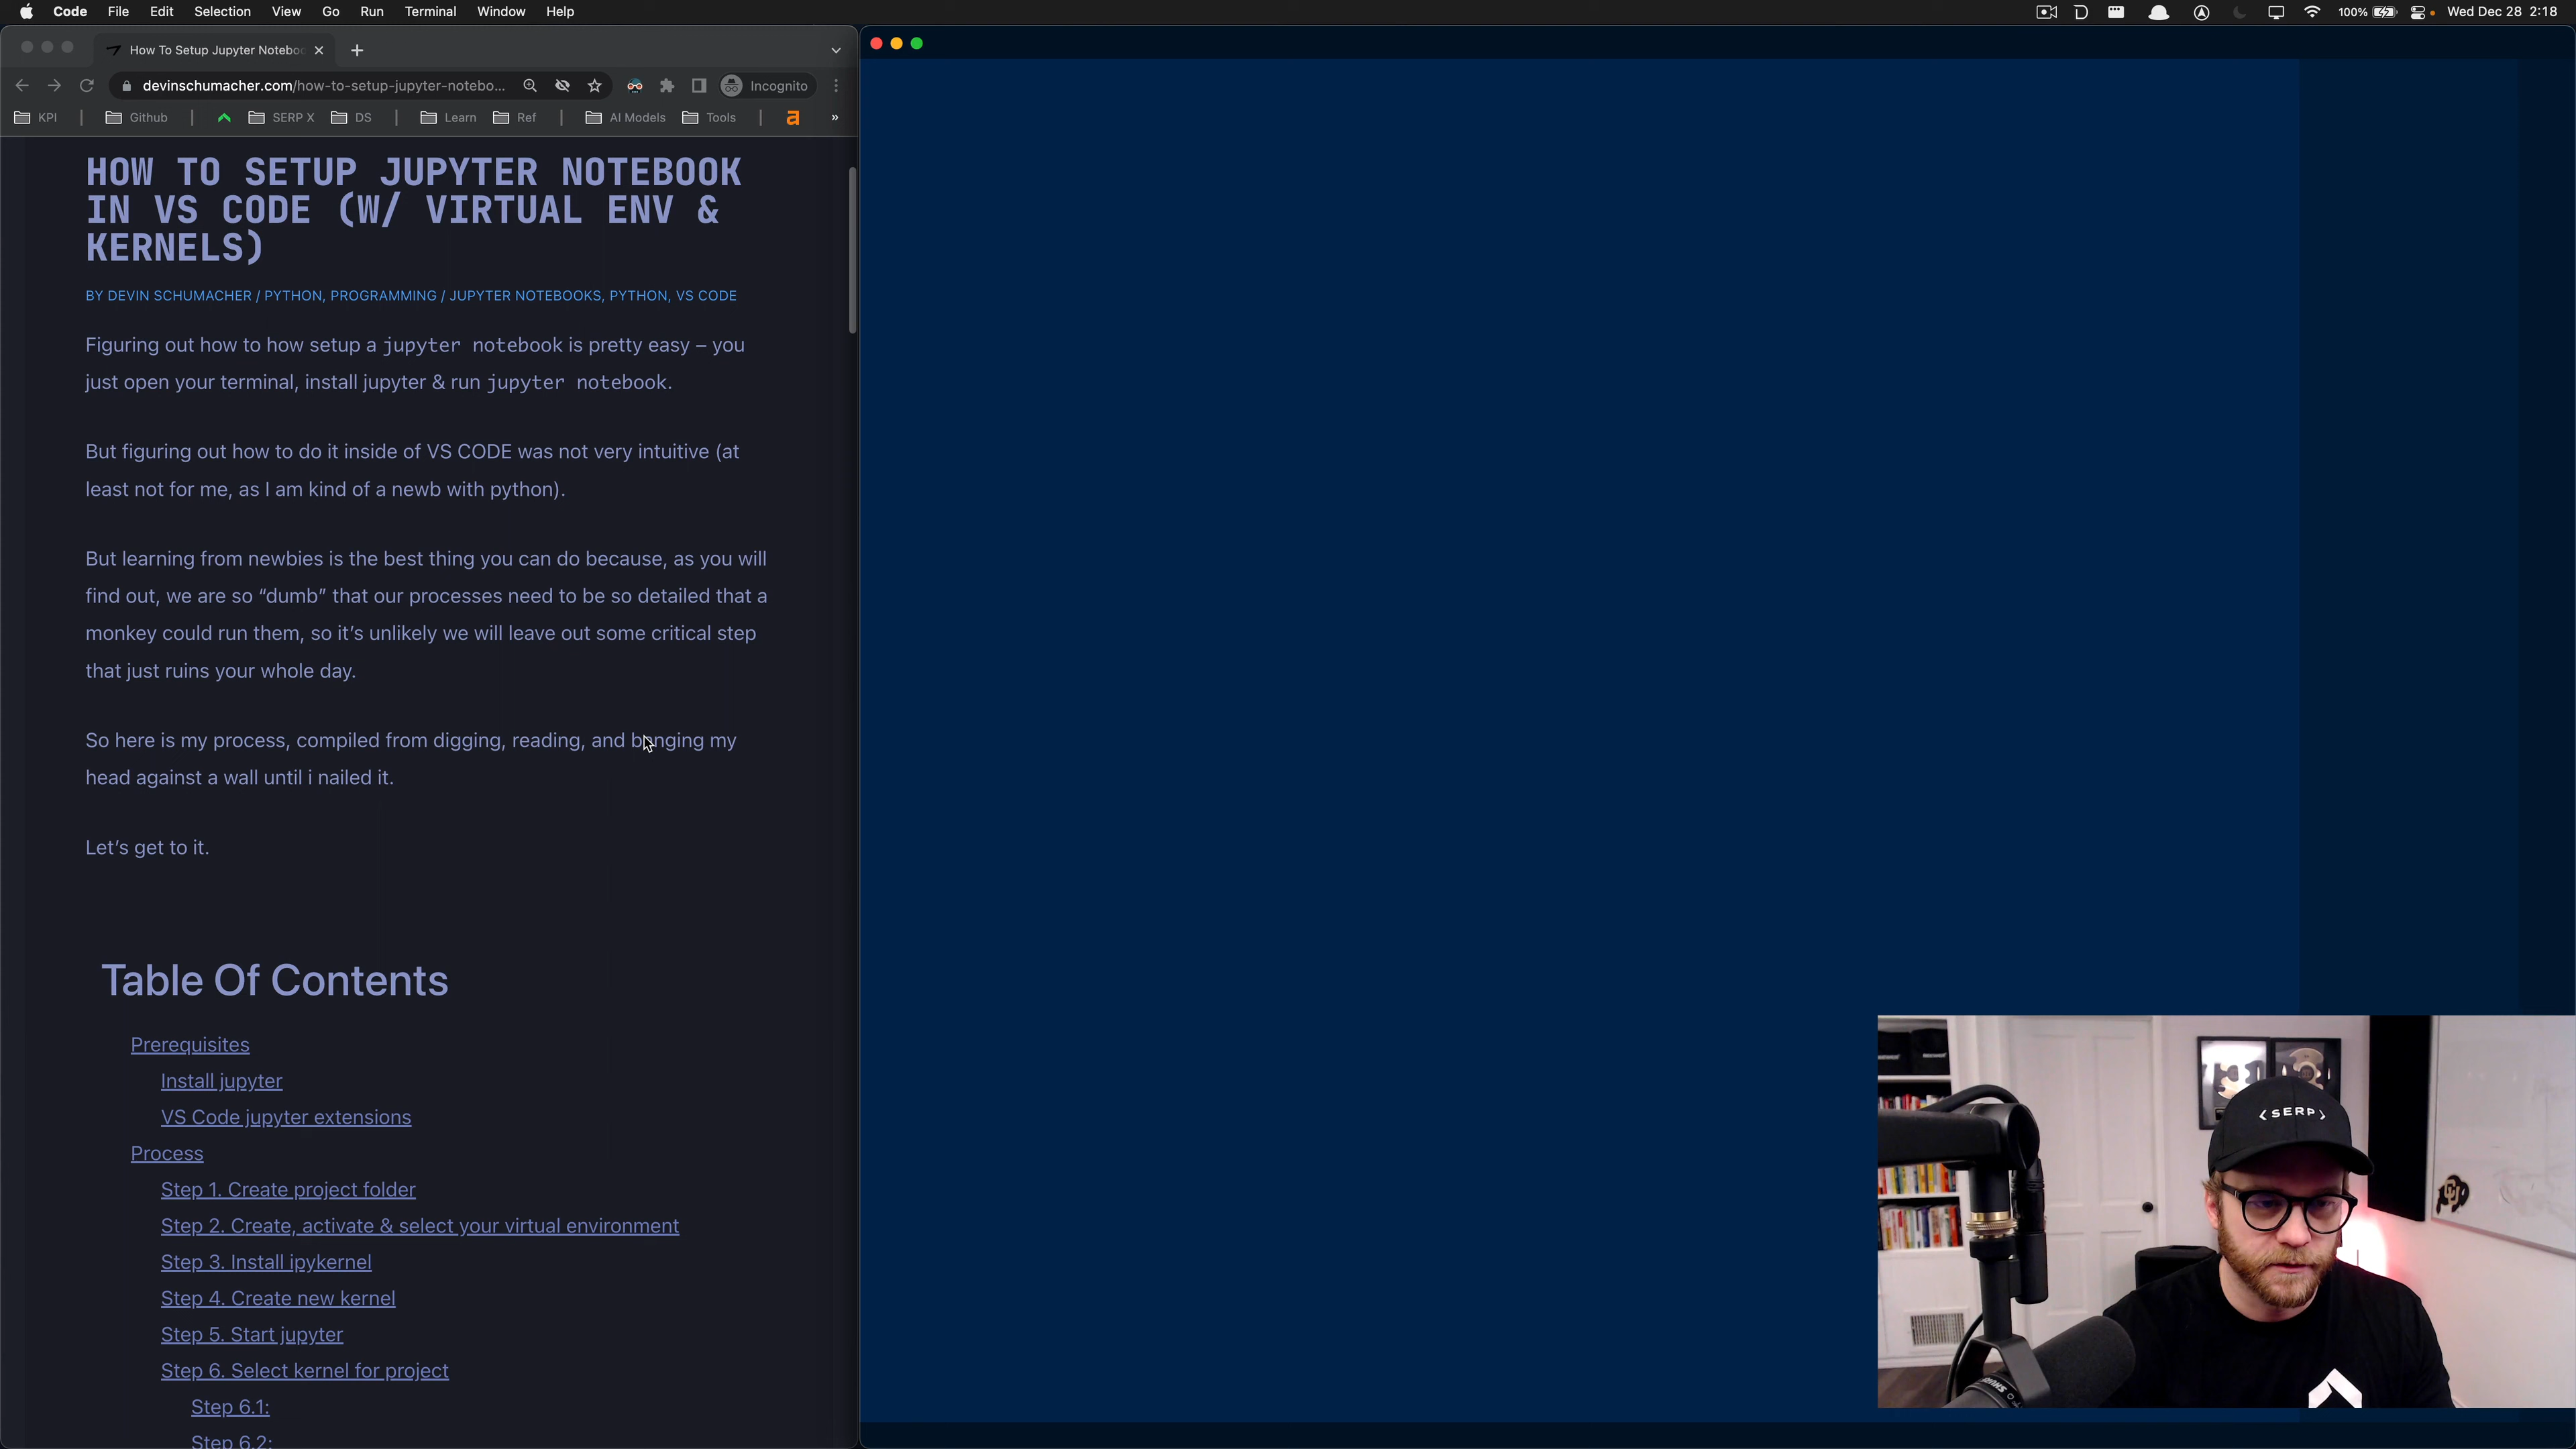 Code File Edit Selection View Go Run Terminal Window Help
100% Wed Dec 28 2:18
How To Setup Jupyter Noteboo
devinschumacher.com/how-to-setup-jupyter-notebo... Incognito
KPI | Github | SERP X DS | Learn Ref | AI Models Tools | a »
HOW TO SETUP JUPYTER NOTEBOOK
IN VS CODE (W/ VIRTUAL ENV &
KERNELS)
BY DEVIN SCHUMACHER / PYTHON, PROGRAMMING / JUPYTER NOTEBOOKS, PYTHON, VS CODE
Figuring out how to how setup a jupyter notebook is pretty easy – you
just open your terminal, install jupyter & run jupyter notebook.
But figuring out how to do it inside of VS CODE was not very intuitive (at
least not for me, as I am kind of a newb with python).
But learning from newbies is the best thing you can do because, as you will
find out, we are so “dumb” that our processes need to be so detailed that a
monkey could run them, so it’s unlikely we will leave out some critical step
that just ruins your whole day.
So here is my process, compiled from digging, reading, and banging my
head against a wall until i nailed it.
Let’s get to it.
Table Of Contents
Prerequisites
Install jupyter
VS Code jupyter extensions
Process
Step 1. Create project folder
Step 2. Create, activate & select your virtual environment
Step 3. Install ipykernel
Step 4. Create new kernel
Step 5. Start jupyter
Step 6. Select kernel for project
Step 6.1:
Step 6.2:
<SERP>
CU